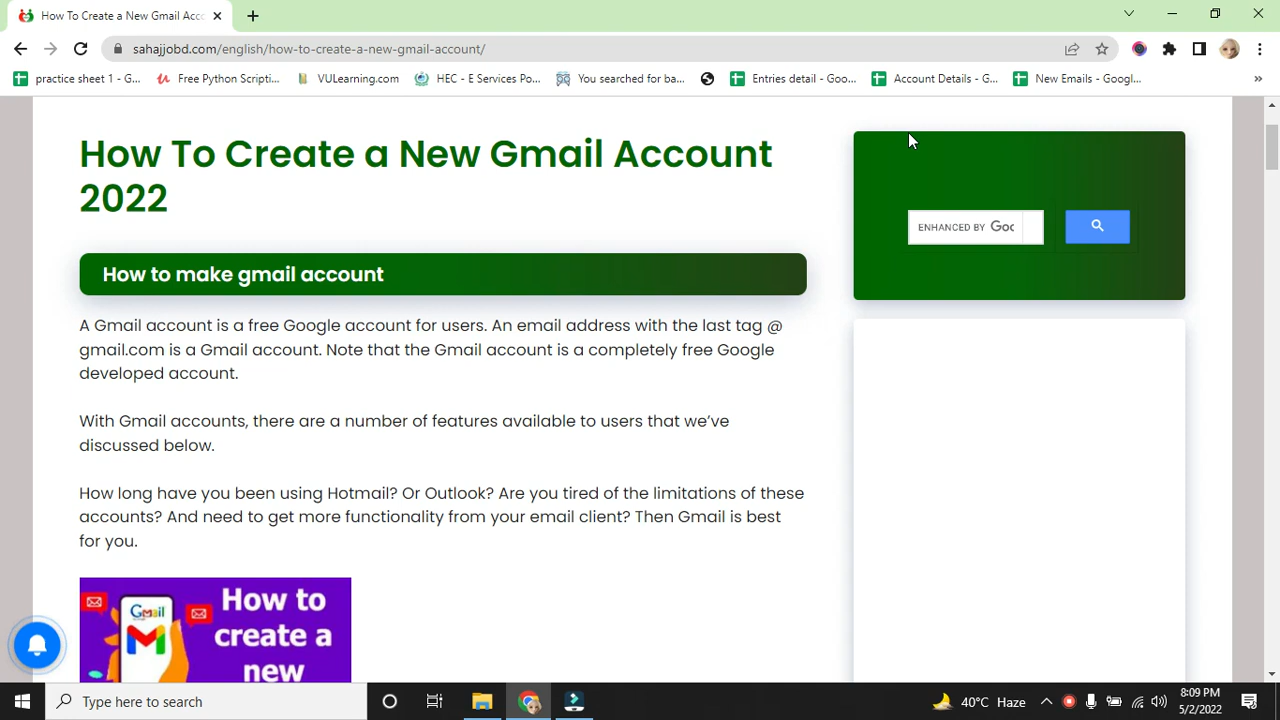 How To Create a New Gmail Acc
sahajjobd.com/english/how-to-create-a-new-gmail-account/
practice sheet 1 - G...
Free Python Scripti...
VULearning.com
HEC - E Services Po...
You searched for ba...
Entries detail - Goo...
Account Details - G...
New Emails - Googl...
»
How To Create a New Gmail Account
2022
ENHANCED BY Goo
How to make gmail account
A Gmail account is a free Google account for users. An email address with the last tag @
gmail.com is a Gmail account. Note that the Gmail account is a completely free Google
developed account.
With Gmail accounts, there are a number of features available to users that we’ve
discussed below.
How long have you been using Hotmail? Or Outlook? Are you tired of the limitations of these
accounts? And need to get more functionality from your email client? Then Gmail is best
for you.
Gmail
How to
create a
new
Type here to search
40°C Haze
8:09 PM
5/2/2022